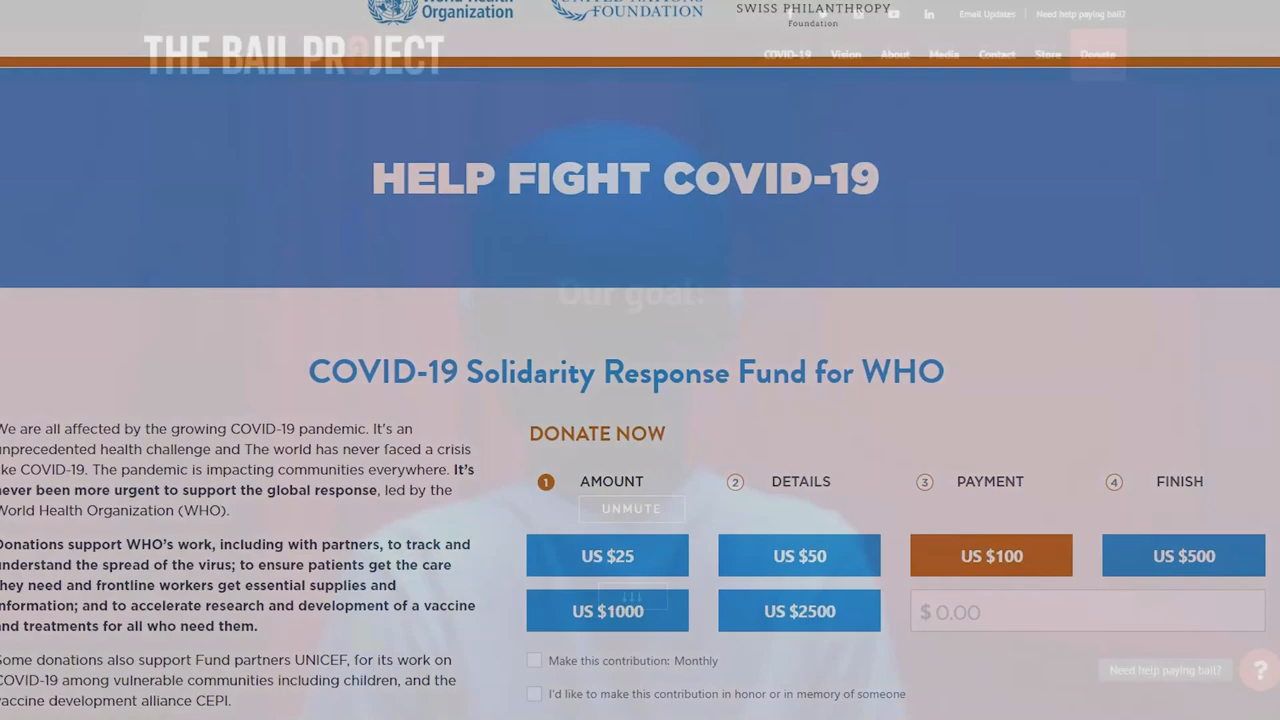 World Health
Organization
UNITED NATIONS
FOUNDATION
SWISS PHILANTHROPY
Foundation
Email Updates
Need help paying bail?
THE BAIL PROJECT
COVID-19 Vision About Media Contact Store Donate
HELP FIGHT COVID-19
Our goal:
COVID-19 Solidarity Response Fund for WHO
We are all affected by the growing COVID-19 pandemic. It's an
unprecedented health challenge and The world has never faced a crisis
like COVID-19. The pandemic is impacting communities everywhere. It's
never been more urgent to support the global response, led by the
World Health Organization (WHO).
Donations support WHO's work, including with partners, to track and
understand the spread of the virus; to ensure patients get the care
they need and frontline workers get essential supplies and
information; and to accelerate research and development of a vaccine
and treatments for all who need them.
Some donations also support Fund partners UNICEF, for its work on
COVID-19 among vulnerable communities including children, and the
vaccine development alliance CEPI.
DONATE NOW
1 AMOUNT 2 DETAILS 3 PAYMENT 4 FINISH
UNMUTE
US $25 US $50 US $100 US $500
US $1000 US $2500 $ 0.00
Make this contribution: Monthly
I'd like to make this contribution in honor or in memory of someone
Need help paying bail? ?